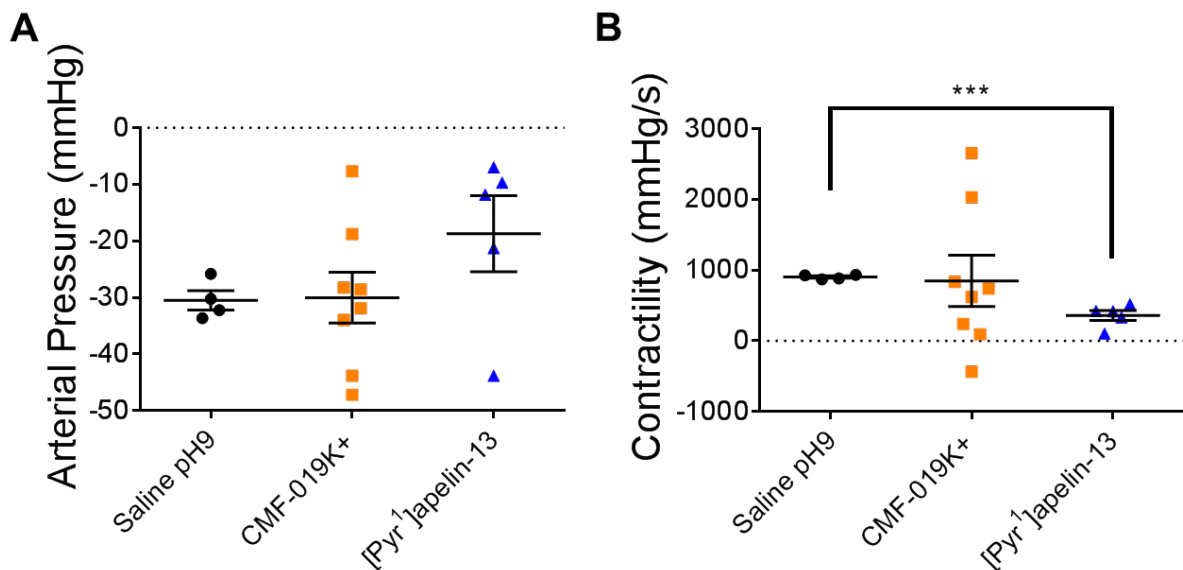 A
Arterial Pressure (mmHg)
0
-10
-20
-30
-40
-50
Saline pH9
CMF-019K+
[Pyr¹]apelin-13
B
Contractility (mmHg/s)
***
3000
2000
1000
0
-1000
Saline pH9
CMF-019K+
[Pyr¹]apelin-13